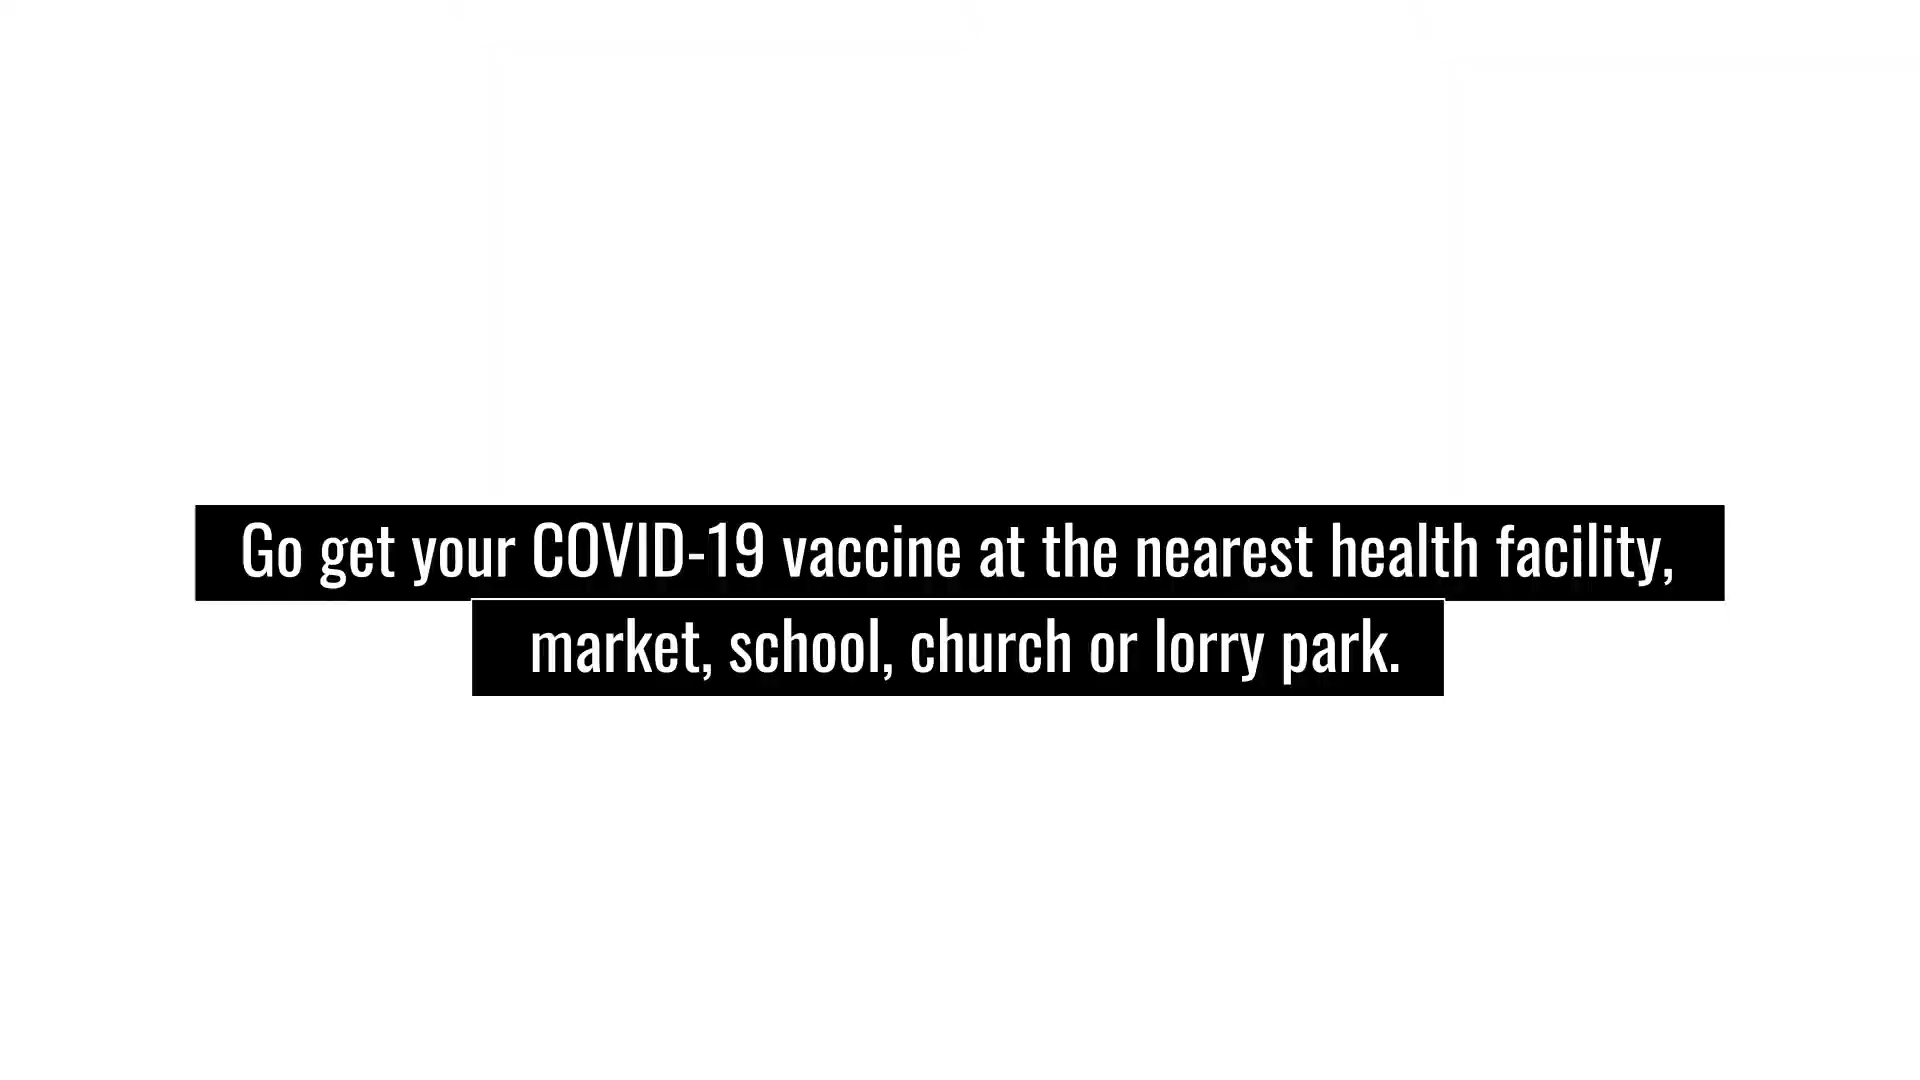 Go get your COVID-19 vaccine at the nearest health facility,
market, school, church or lorry park.